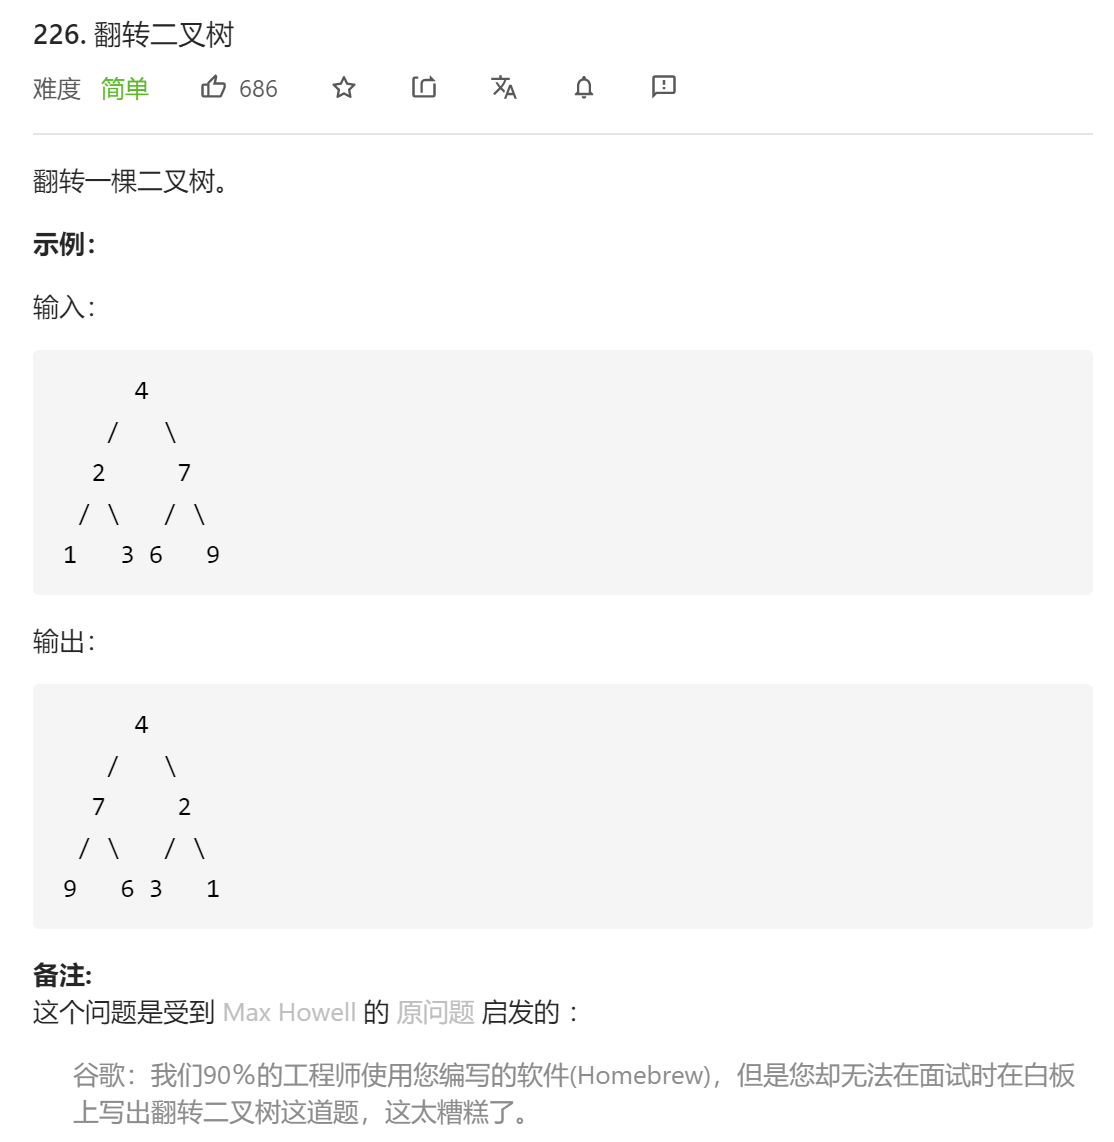 226. 翻转二叉树
难度 简单 686
翻转一棵二叉树。
示例：
输入：
4
/ \
2 7
/ \ / \
1 3 6 9
输出：
4
/ \
7 2
/ \ / \
9 6 3 1
备注:
这个问题是受到 Max Howell 的 原问题 启发的 ：
谷歌：我们90％的工程师使用您编写的软件(Homebrew)，但是您却无法在面试时在白板
上写出翻转二叉树这道题，这太糟糕了。